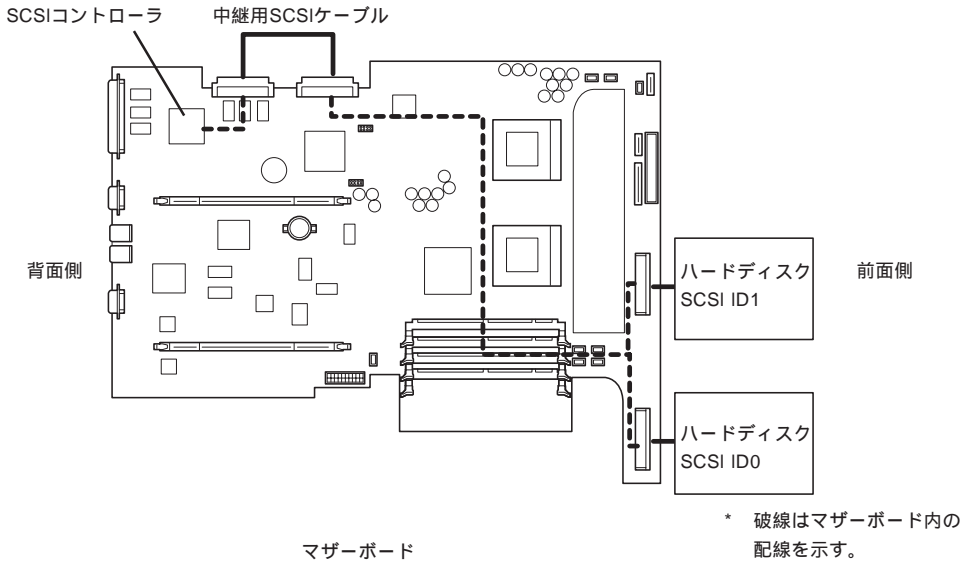 SCSIコントローラ
中継用SCSIケーブル
背面側
ハードディスク
SCSI ID1
前面側
ハードディスク
SCSI ID0
* 破線はマザーボード内の
配線を示す。
マザーボード